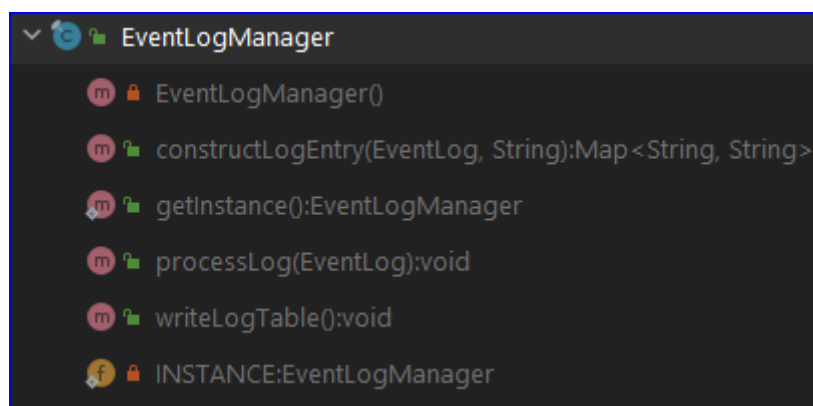 EventLogManager
EventLogManager()
constructLogEntry(EventLog, String):Map<String, String>
getInstance():EventLogManager
processLog(EventLog):void
writeLogTable():void
INSTANCE:EventLogManager